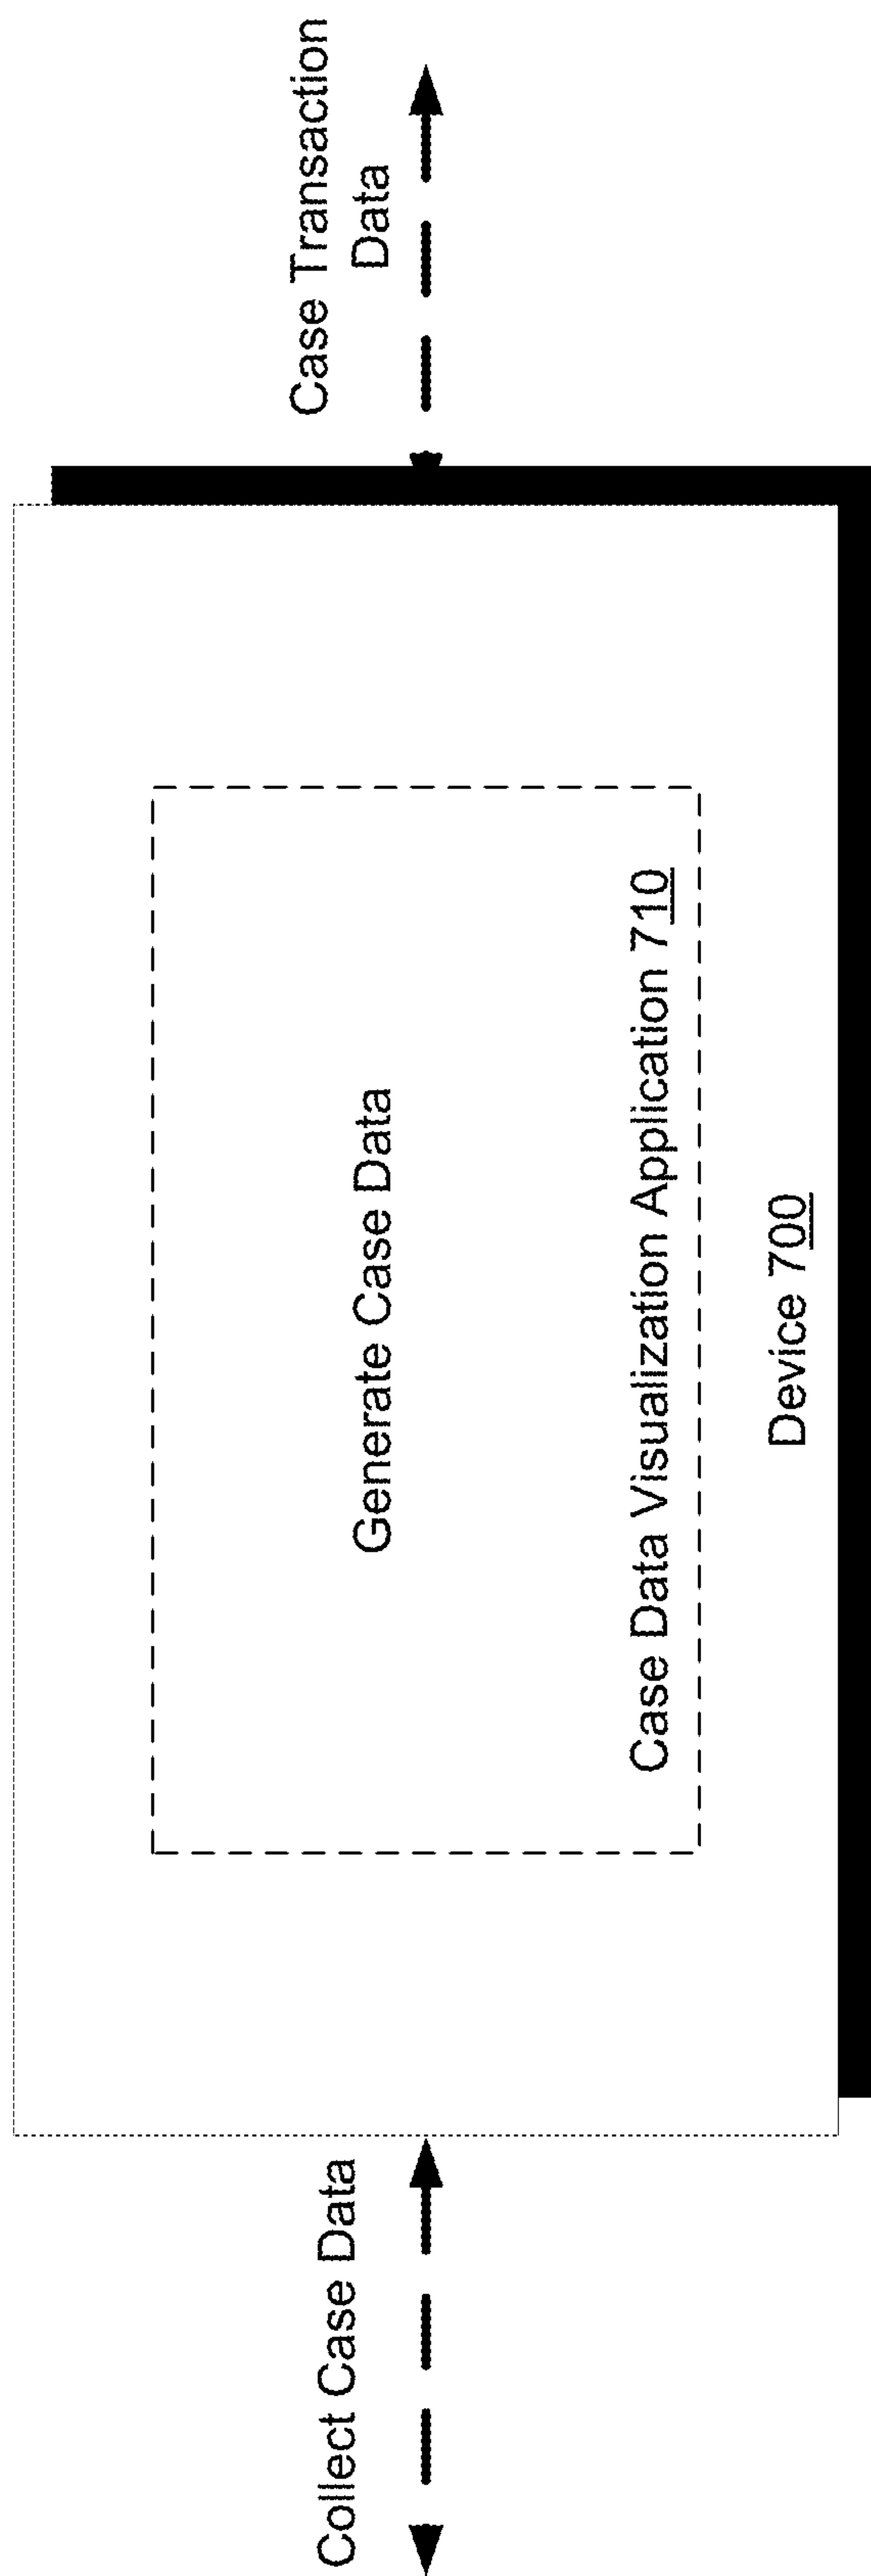 Collect Case Data
Generate Case Data
Case Data Visualization Application 710
Device 700
Case Transaction
Data